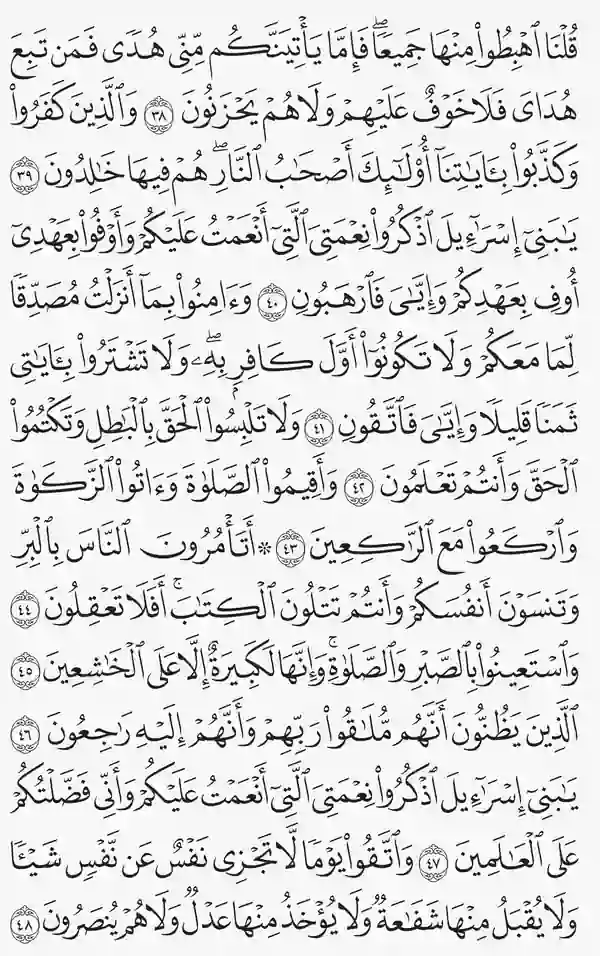 قُلْنَا ٱهْبِطُوا۟ مِنْهَا جَمِيعًۭا ۖ فَإِمَّا يَأْتِيَنَّكُم مِّنِّى هُدًۭى فَمَن تَبِعَ
هُدَاىَ فَلَا خَوْفٌ عَلَيْهِمْ وَلَا هُمْ يَحْزَنُونَ ٣٨ وَٱلَّذِينَ كَفَرُوا۟
وَكَذَّبُوا۟ بِـَٔايَـٰتِنَآ أُو۟لَـٰٓئِكَ أَصْحَـٰبُ ٱلنَّارِ ۖ هُمْ فِيهَا خَـٰلِدُونَ ٣٩
يَـٰبَنِىٓ إِسْرَٰٓءِيلَ ٱذْكُرُوا۟ نِعْمَتِىَ ٱلَّتِىٓ أَنْعَمْتُ عَلَيْكُمْ وَأَوْفُوا۟ بِعَهْدِىٓ
أُوفِ بِعَهْدِكُمْ وَإِيَّـٰىَ فَٱرْهَبُونِ ٤٠ وَءَامِنُوا۟ بِمَآ أَنزَلْتُ مُصَدِّقًۭا
لِّمَا مَعَكُمْ وَلَا تَكُونُوٓا۟ أَوَّلَ كَافِرٍۭ بِهِۦ ۖ وَلَا تَشْتَرُوا۟ بِـَٔايَـٰتِى
ثَمَنًۭا قَلِيلًۭا وَإِيَّـٰىَ فَٱتَّقُونِ ٤١ وَلَا تَلْبِسُوا۟ ٱلْحَقَّ بِٱلْبَـٰطِلِ وَتَكْتُمُوا۟
ٱلْحَقَّ وَأَنتُمْ تَعْلَمُونَ ٤٢ وَأَقِيمُوا۟ ٱلصَّلَوٰةَ وَءَاتُوا۟ ٱلزَّكَوٰةَ
وَٱرْكَعُوا۟ مَعَ ٱلرَّٰكِعِينَ ٤٣ ۞ أَتَأْمُرُونَ ٱلنَّاسَ بِٱلْبِرِّ
وَتَنسَوْنَ أَنفُسَكُمْ وَأَنتُمْ تَتْلُونَ ٱلْكِتَـٰبَ ۚ أَفَلَا تَعْقِلُونَ ٤٤
وَٱسْتَعِينُوا۟ بِٱلصَّبْرِ وَٱلصَّلَوٰةِ ۚ وَإِنَّهَا لَكَبِيرَةٌ إِلَّا عَلَى ٱلْخَـٰشِعِينَ ٤٥
ٱلَّذِينَ يَظُنُّونَ أَنَّهُم مُّلَـٰقُوا۟ رَبِّهِمْ وَأَنَّهُمْ إِلَيْهِ رَٰجِعُونَ ٤٦
يَـٰبَنِىٓ إِسْرَٰٓءِيلَ ٱذْكُرُوا۟ نِعْمَتِىَ ٱلَّتِىٓ أَنْعَمْتُ عَلَيْكُمْ وَأَنِّى فَضَّلْتُكُمْ
عَلَى ٱلْعَـٰلَمِينَ ٤٧ وَٱتَّقُوا۟ يَوْمًۭا لَّا تَجْزِى نَفْسٌ عَن نَّفْسٍۢ شَيْـًۭٔا
وَلَا يُقْبَلُ مِنْهَا شَفَـٰعَةٌۭ وَلَا يُؤْخَذُ مِنْهَا عَدْلٌۭ وَلَا هُمْ يُنصَرُونَ ٤٨